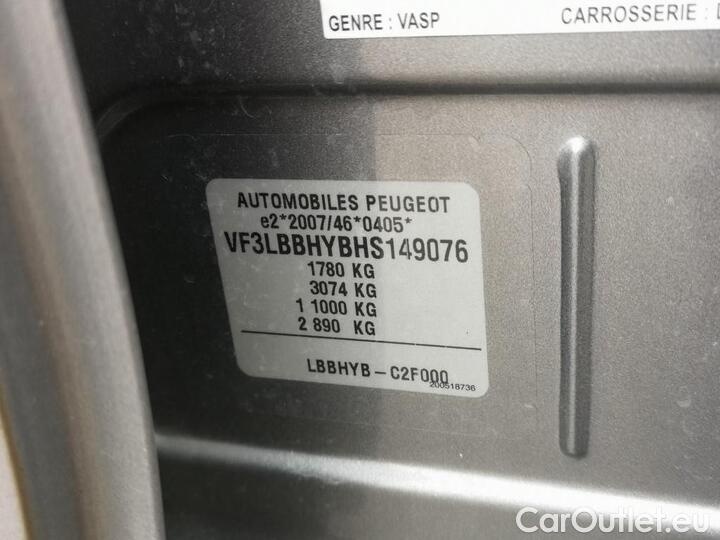 GENRE : VASP CARROSSERIE :
AUTOMOBILES PEUGEOT
e2*2007/46*0405*
VF3LBBHYBHS149076
1780 KG
3074 KG
1 1000 KG
2 890 KG
LBBHYB-C2F000
200518736
CarOutlet.eu